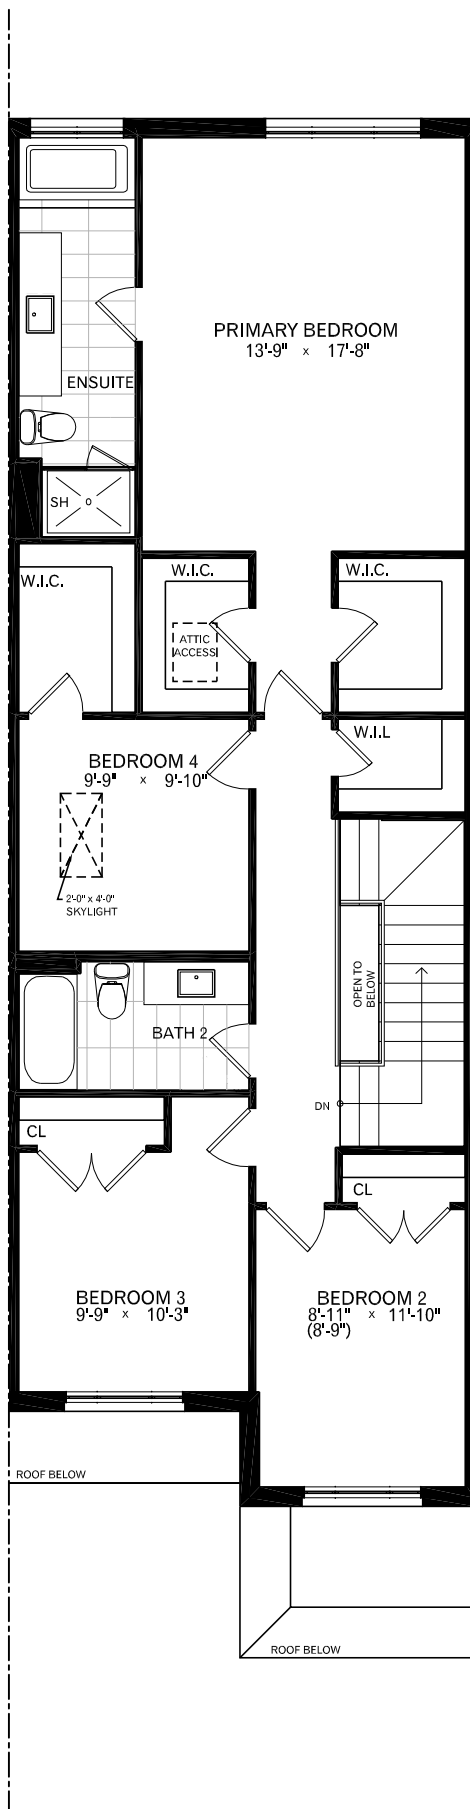 PRIMARY BEDROOM
13'-9" x 17'-8"
ENSUITE
SH
W.I.C.
W.I.C.
W.I.C.
ATTIC
ACCESS
W.I.L
BEDROOM 4
9'-9" x 9'-10"
2'-0" x 4'-0"
SKYLIGHT
OPEN TO
BELOW
BATH 2
DN
CL
CL
BEDROOM 3
9'-9" x 10'-3"
BEDROOM 2
8'-11" x 11'-10"
(8'-9")
ROOF BELOW
ROOF BELOW